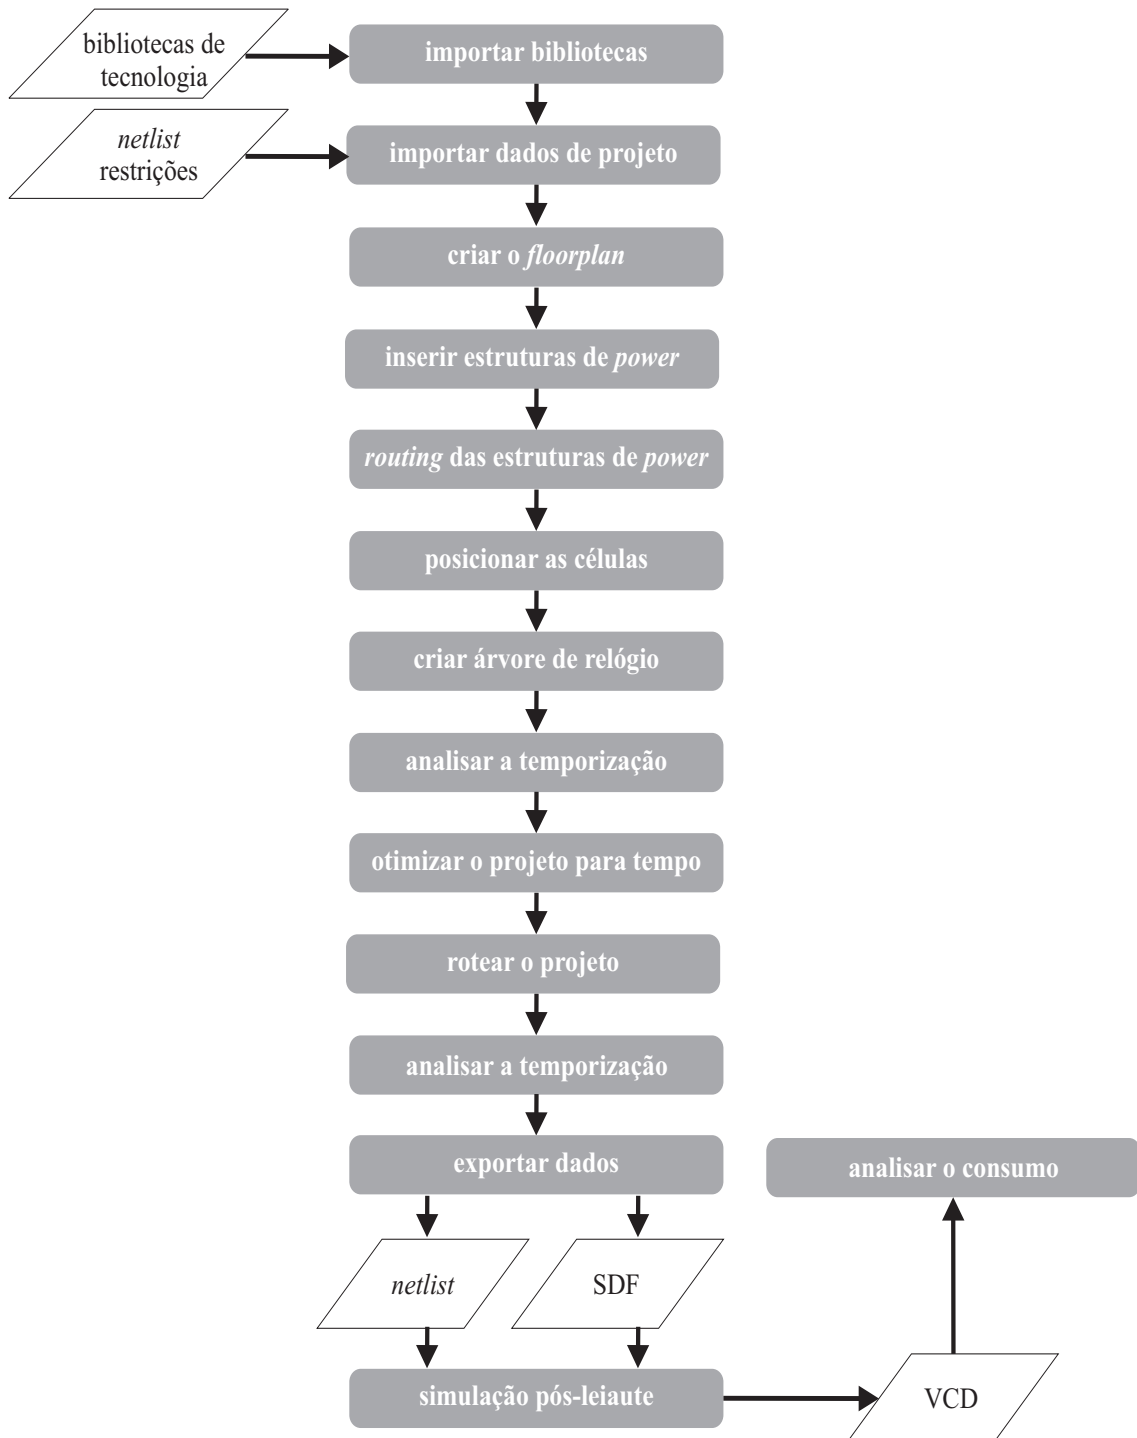 bibliotecas de
tecnologia
importar bibliotecas
netlist
restrições
importar dados de projeto
criar o floorplan
inserir estruturas de power
routing das estruturas de power
posicionar as células
criar árvore de relógio
analisar a temporização
otimizar o projeto para tempo
rotear o projeto
analisar a temporização
exportar dados
analisar o consumo
netlist
SDF
simulação pós-leiaute
VCD